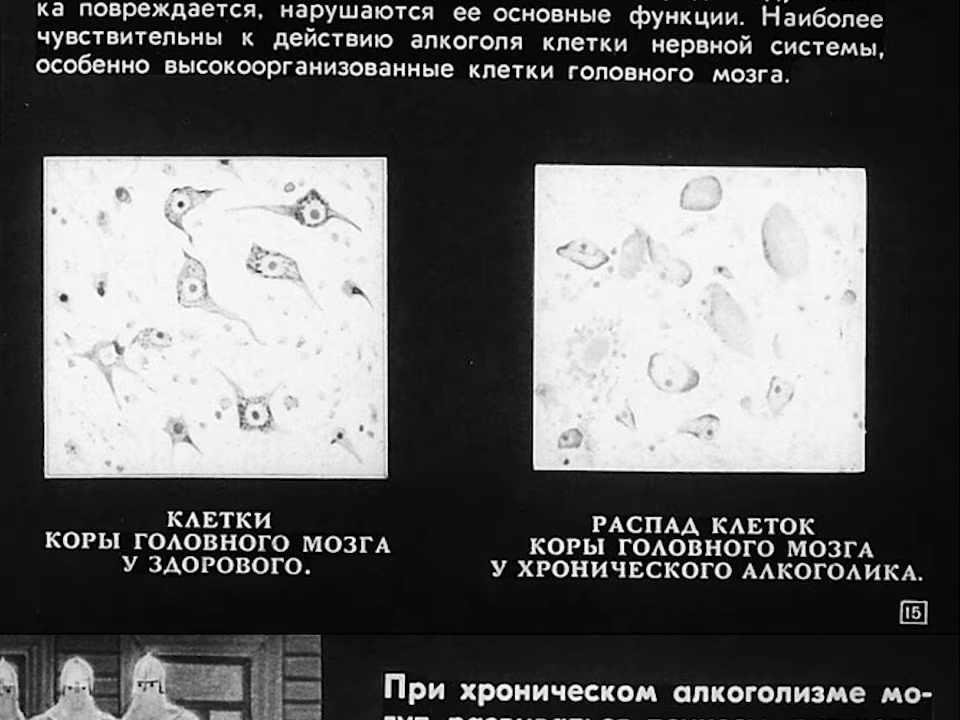 ка повреждается, нарушаются ее основные функции. Наиболее
чувствительны к действию алкоголя клетки нервной системы,
особенно высокоорганизованные клетки головного мозга.
КЛЕТКИ
КОРЫ ГОЛОВНОГО МОЗГА
У ЗДОРОВОГО.
РАСПАД КЛЕТОК
КОРЫ ГОЛОВНОГО МОЗГА
У ХРОНИЧЕСКОГО АЛКОГОЛИКА.
15
При хроническом алкоголизме мо-